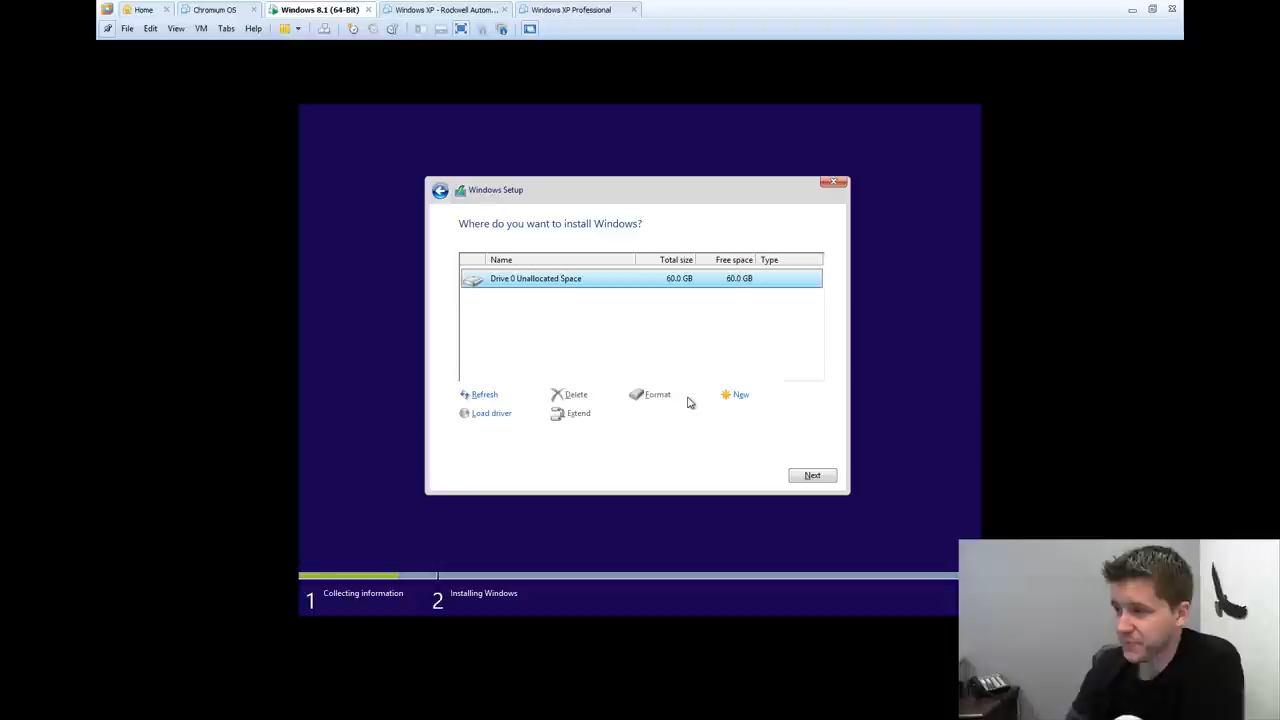 Home Chromium OS Windows 8.1 (64-Bit) Windows XP - Rockwell Autom... Windows XP Professional
File Edit View VM Tabs Help
Windows Setup
Where do you want to install Windows?
Name Total size Free space Type
Drive 0 Unallocated Space 60.0 GB 60.0 GB
Refresh Delete Format New
Load driver Extend
Next
1 Collecting information 2 Installing Windows